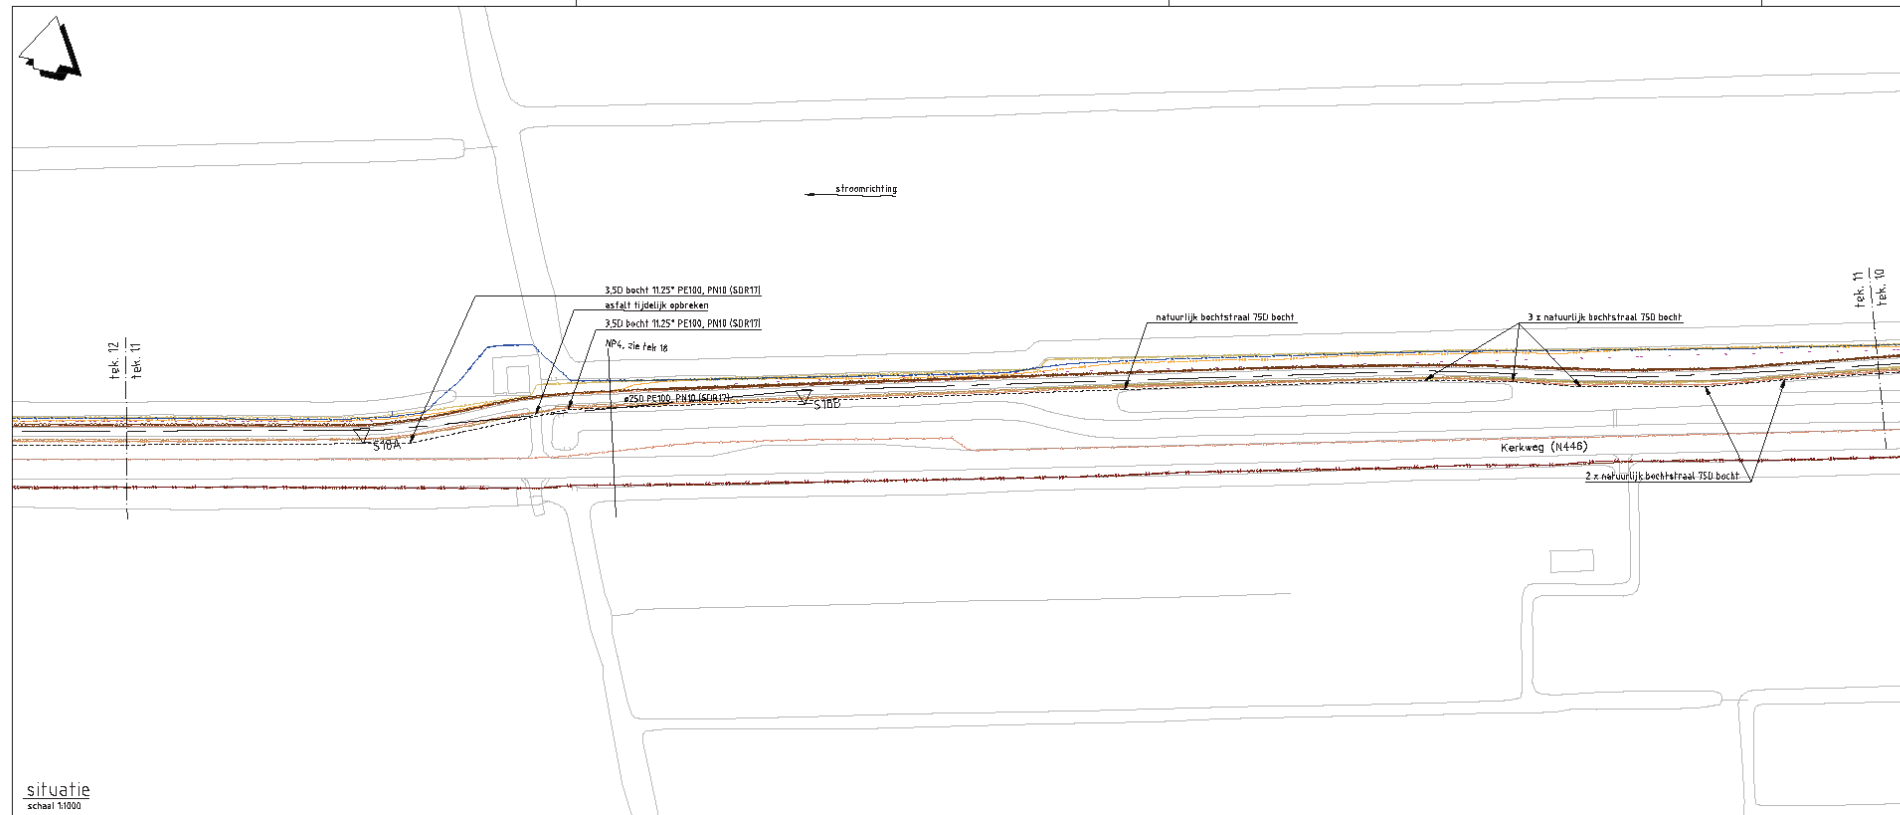 stroomrichting
tek. 11
tek. 10
3,5D bocht 11.25° PE100, PN10 (SDR17)
asfalt tijdelijk opbreken
3,5D bocht 11.25° PE100, PN10 (SDR17)
natuurlijk bochtstraal 75D bocht
3 x natuurlijk bochtstraal 75D bocht
NP4, zie tek 18
tek. 12
tek. 11
ø250 PE100, PN10 (SDR17)
S18B
S18A
Kerkweg (N446)
2 x natuurlijk bochtstraal 75D bocht
situatie
schaal 1:1000